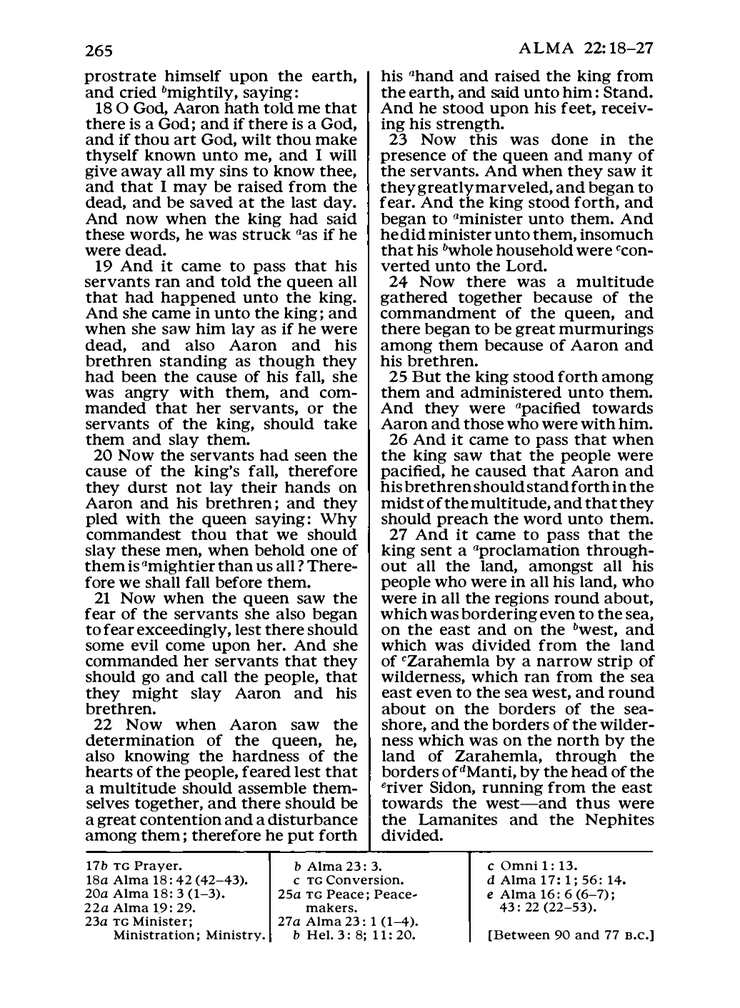 265
ALMA 22:18–27
prostrate himself upon the earth,
and cried bmightily, saying:
18 O God, Aaron hath told me that
there is a God; and if there is a God,
and if thou art God, wilt thou make
thyself known unto me, and I will
give away all my sins to know thee,
and that I may be raised from the
dead, and be saved at the last day.
And now when the king had said
these words, he was struck aas if he
were dead.
19 And it came to pass that his
servants ran and told the queen all
that had happened unto the king.
And she came in unto the king; and
when she saw him lay as if he were
dead, and also Aaron and his
brethren standing as though they
had been the cause of his fall, she
was angry with them, and com-
manded that her servants, or the
servants of the king, should take
them and slay them.
20 Now the servants had seen the
cause of the king's fall, therefore
they durst not lay their hands on
Aaron and his brethren; and they
pled with the queen saying: Why
commandest thou that we should
slay these men, when behold one of
them is amightier than us all? There-
fore we shall fall before them.
21 Now when the queen saw the
fear of the servants she also began
to fear exceedingly, lest there should
some evil come upon her. And she
commanded her servants that they
should go and call the people, that
they might slay Aaron and his
brethren.
22 Now when Aaron saw the
determination of the queen, he,
also knowing the hardness of the
hearts of the people, feared lest that
a multitude should assemble them-
selves together, and there should be
a great contention and a disturbance
among them; therefore he put forth
his ahand and raised the king from
the earth, and said unto him: Stand.
And he stood upon his feet, receiv-
ing his strength.
23 Now this was done in the
presence of the queen and many of
the servants. And when they saw it
they greatly marveled, and began to
fear. And the king stood forth, and
began to aminister unto them. And
he did minister unto them, insomuch
that his bwhole household were ccon-
verted unto the Lord.
24 Now there was a multitude
gathered together because of the
commandment of the queen, and
there began to be great murmurings
among them because of Aaron and
his brethren.
25 But the king stood forth among
them and administered unto them.
And they were apacified towards
Aaron and those who were with him.
26 And it came to pass that when
the king saw that the people were
pacified, he caused that Aaron and
his brethren should stand forth in the
midst of the multitude, and that they
should preach the word unto them.
27 And it came to pass that the
king sent a aproclamation through-
out all the land, amongst all his
people who were in all his land, who
were in all the regions round about,
which was bordering even to the sea,
on the east and on the bwest, and
which was divided from the land
of cZarahemla by a narrow strip of
wilderness, which ran from the sea
east even to the sea west, and round
about on the borders of the sea-
shore, and the borders of the wilder-
ness which was on the north by the
land of Zarahemla, through the
borders of dManti, by the head of the
eriver Sidon, running from the east
towards the west—and thus were
the Lamanites and the Nephites
divided.
17b TG Prayer.
18a Alma 18: 42 (42–43).
20a Alma 18: 3 (1–3).
22a Alma 19: 29.
23a TG Minister;
Ministration; Ministry.
b Alma 23: 3.
c TG Conversion.
25a TG Peace; Peace-
makers.
27a Alma 23: 1 (1–4).
b Hel. 3: 8; 11: 20.
c Omni 1: 13.
d Alma 17: 1; 56: 14.
e Alma 16: 6 (6–7);
43: 22 (22–53).
[Between 90 and 77 B.C.]